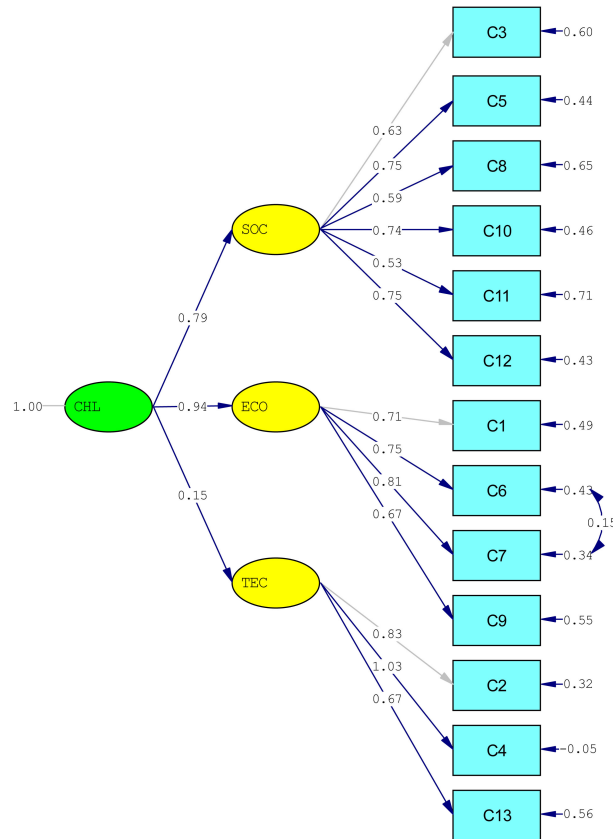 C3 0.60
C5 0.44
0.63
0.75
C8 0.65
0.59
SOC 0.74 C10 0.46
0.53
C11 0.71
0.75
0.79
C12 0.43
1.00 CHL 0.94 ECO
0.71 C1 0.49
0.75
0.81 C6 0.43
0.67
0.15
0.15
C7 0.34
TEC
C9 0.55
0.83
1.03 C2 0.32
0.67
C4 -0.05
C13 0.56